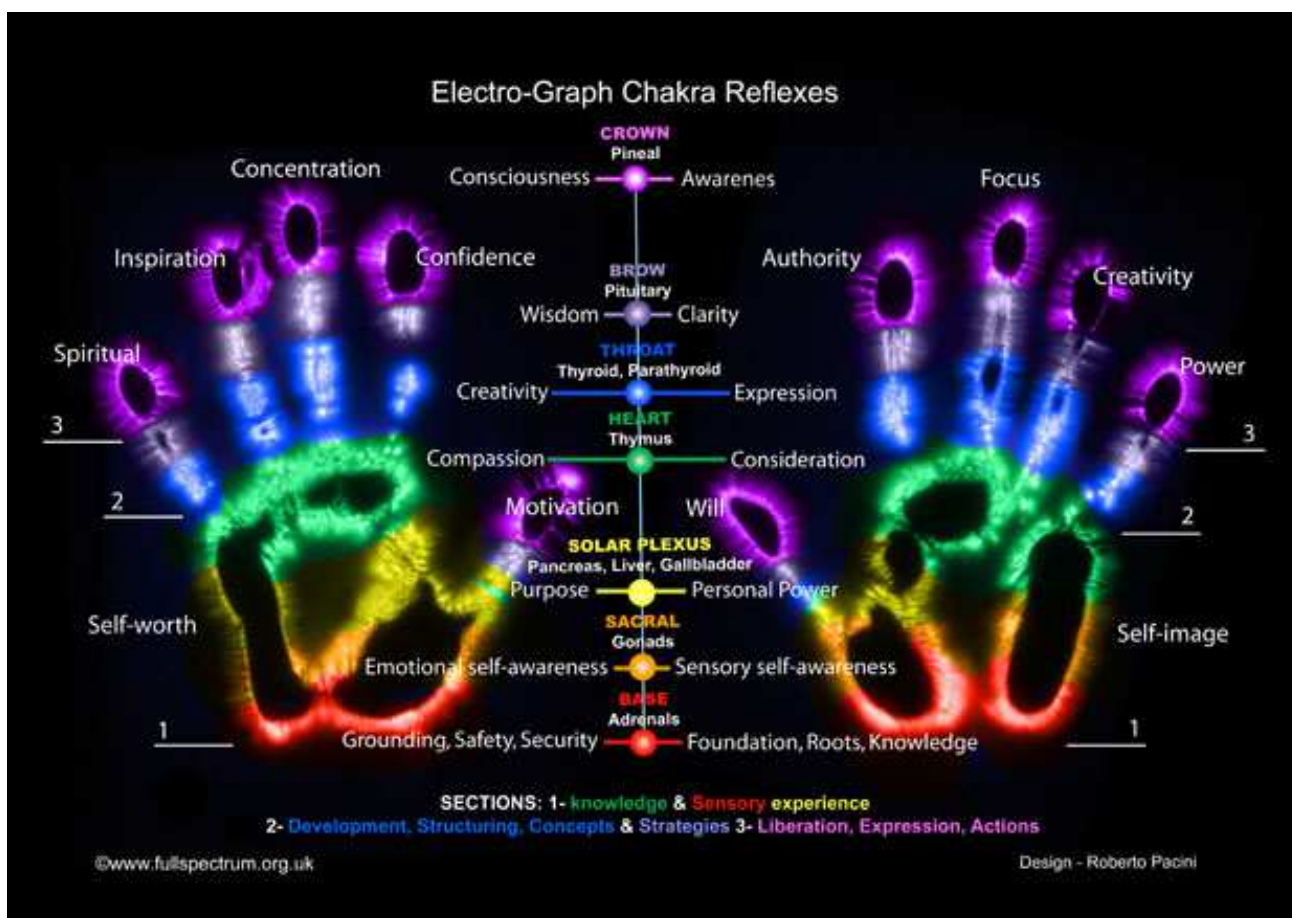 Electro-Graph Chakra Reflexes
CROWN
Pineal
Consciousness Awarenes
Concentration
Focus
Inspiration
Confidence
Authority
Creativity
BROW
Pituitary
Wisdom Clarity
Spiritual
THROAT
Thyroid, Parathyroid
Power
Creativity Expression
HEART
Thymus
3
3
Compassion Consideration
Motivation
Will
2
2
SOLAR PLEXUS
Pancreas, Liver, Gallbladder
Purpose Personal Power
Self-worth
Self-image
SACRAL
Gonads
Emotional self-awareness Sensory self-awareness
BASE
Adrenals
1
1
Grounding, Safety, Security Foundation, Roots, Knowledge
SECTIONS: 1- knowledge & Sensory experience
2- Development, Structuring, Concepts & Strategies 3- Liberation, Expression, Actions
©www.fullspectrum.org.uk
Design - Roberto Pacini